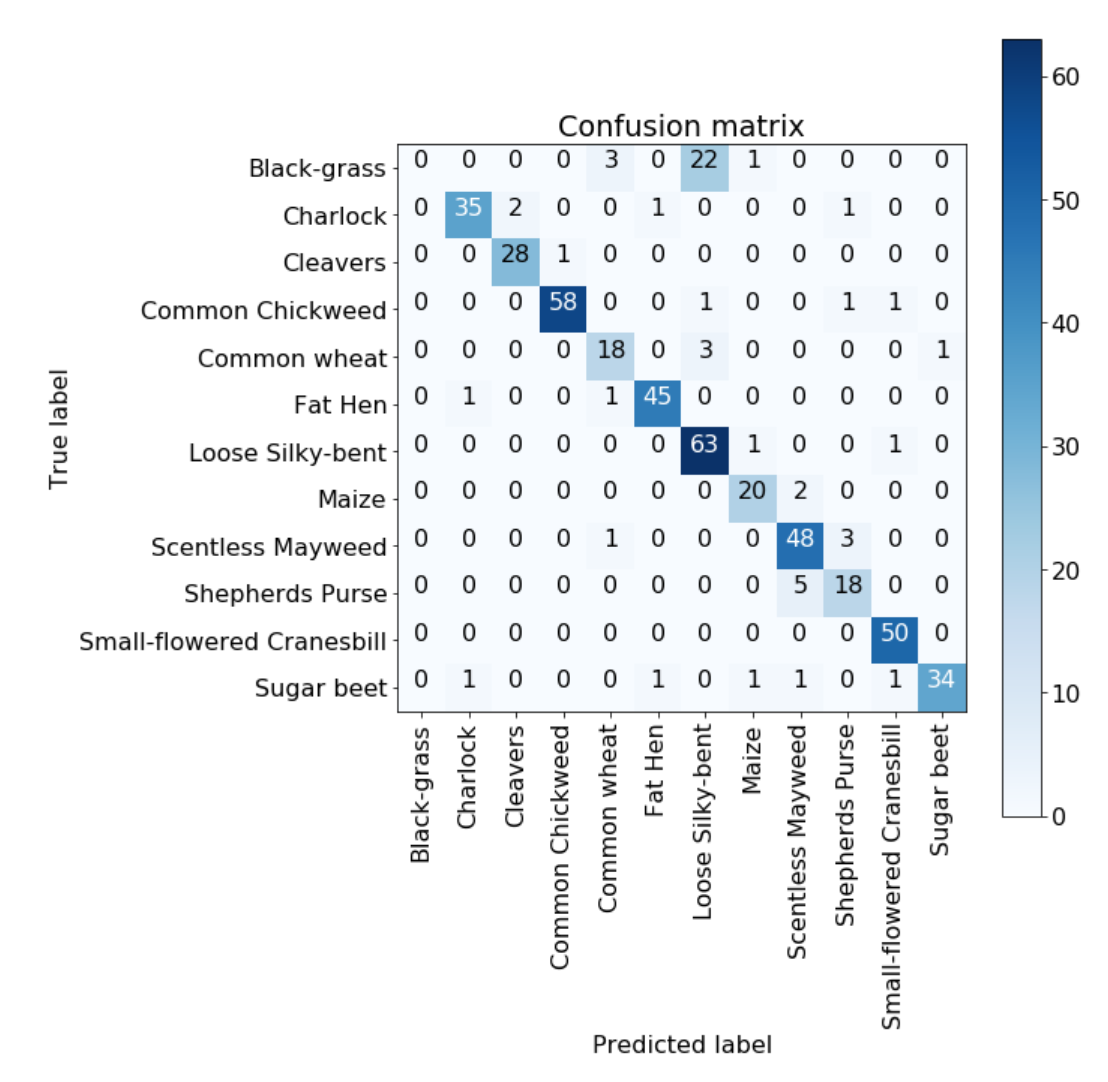 Confusion matrix
True label
Black-grass 0 0 0 0 3 0 22 1 0 0 0 0
Charlock 0 35 2 0 0 1 0 0 0 1 0 0
Cleavers 0 0 28 1 0 0 0 0 0 0 0 0
Common Chickweed 0 0 0 58 0 0 1 0 0 1 1 0
Common wheat 0 0 0 0 18 0 3 0 0 0 0 1
Fat Hen 0 1 0 0 1 45 0 0 0 0 0 0
Loose Silky-bent 0 0 0 0 0 0 63 1 0 0 1 0
Maize 0 0 0 0 0 0 0 20 2 0 0 0
Scentless Mayweed 0 0 0 0 1 0 0 0 48 3 0 0
Shepherds Purse 0 0 0 0 0 0 0 0 5 18 0 0
Small-flowered Cranesbill 0 0 0 0 0 0 0 0 0 0 50 0
Sugar beet 0 1 0 0 0 1 0 1 1 0 1 34
Black-grass
Charlock
Cleavers
Common Chickweed
Common wheat
Fat Hen
Loose Silky-bent
Maize
Scentless Mayweed
Shepherds Purse
Small-flowered Cranesbill
Sugar beet
Predicted label
60
50
40
30
20
10
0